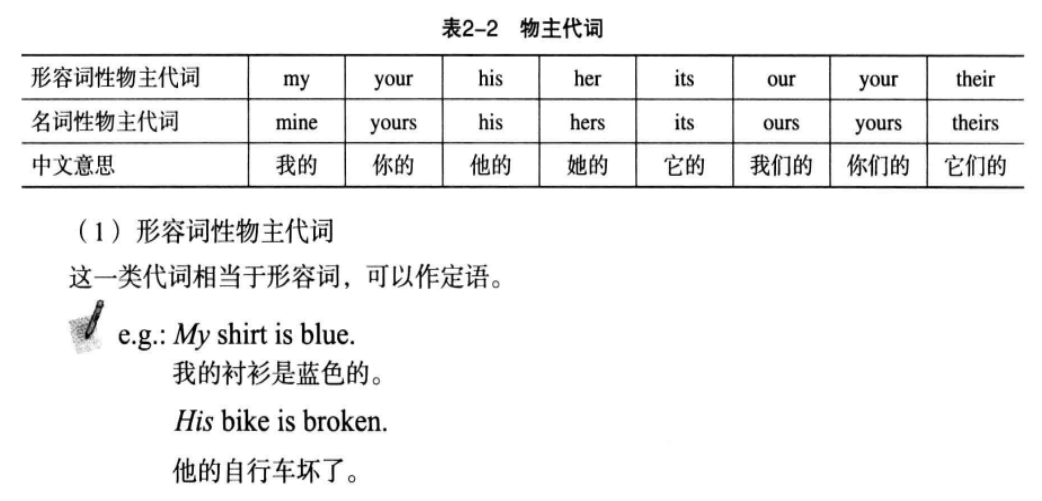 表2-2 物主代词
形容词性物主代词 my your his her its our your their
名词性物主代词 mine yours his hers its ours yours theirs
中文意思 我的 你的 他的 她的 它的 我们的 你们的 它们的
（1）形容词性物主代词
这一类代词相当于形容词，可以作定语。
e.g.: My shirt is blue.
我的衬衫是蓝色的。
His bike is broken.
他的自行车坏了。